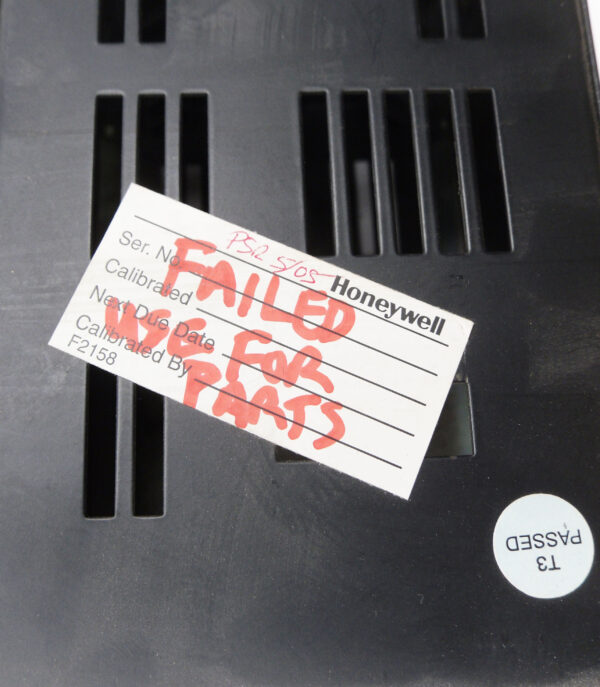 PSR 5/05
Honeywell
Ser. No.
Calibrated
Next Due Date
Calibrated By
F2158
FAILED
USE FOR
PARTS
T3
PASSED